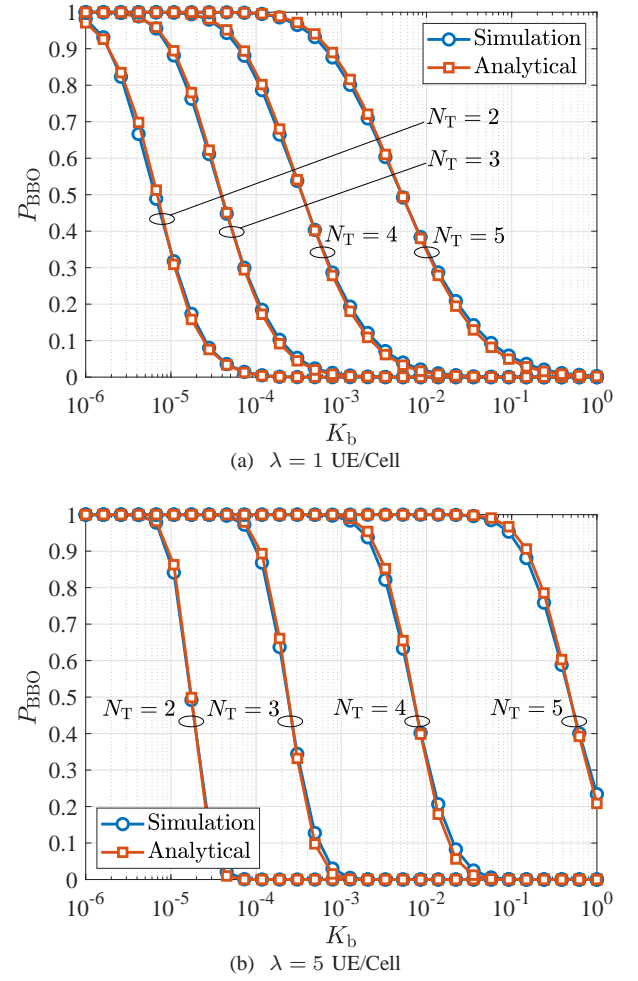 1
0.9
0.8
0.7
0.6
0.5
0.4
0.3
0.2
0.1
0
P_BBO
Simulation
Analytical
N_T = 2
N_T = 3
N_T = 4
N_T = 5
10^-6
10^-5
10^-4
10^-3
10^-2
10^-1
10^0
K_b
(a) λ = 1 UE/Cell
1
0.9
0.8
0.7
0.6
0.5
0.4
0.3
0.2
0.1
0
P_BBO
N_T = 2
N_T = 3
N_T = 4
N_T = 5
Simulation
Analytical
10^-6
10^-5
10^-4
10^-3
10^-2
10^-1
10^0
K_b
(b) λ = 5 UE/Cell